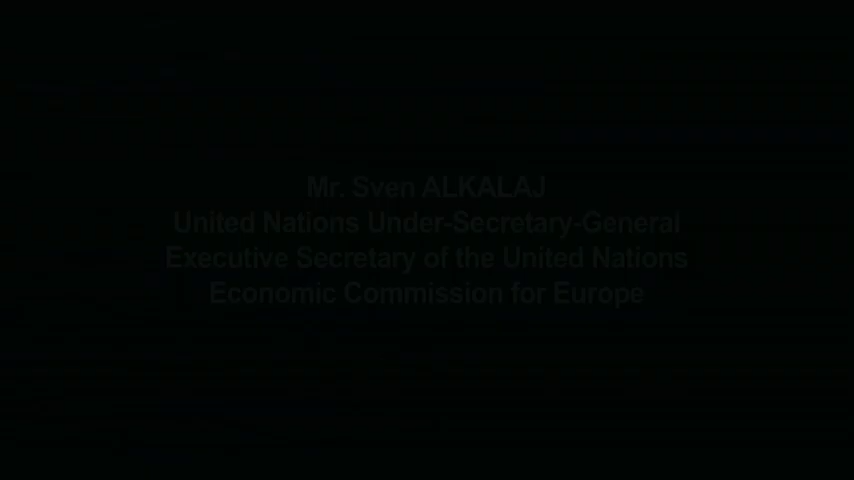 Mr. Sven ALKALAJ
United Nations Under-Secretary-General
Executive Secretary of the United Nations
Economic Commission for Europe